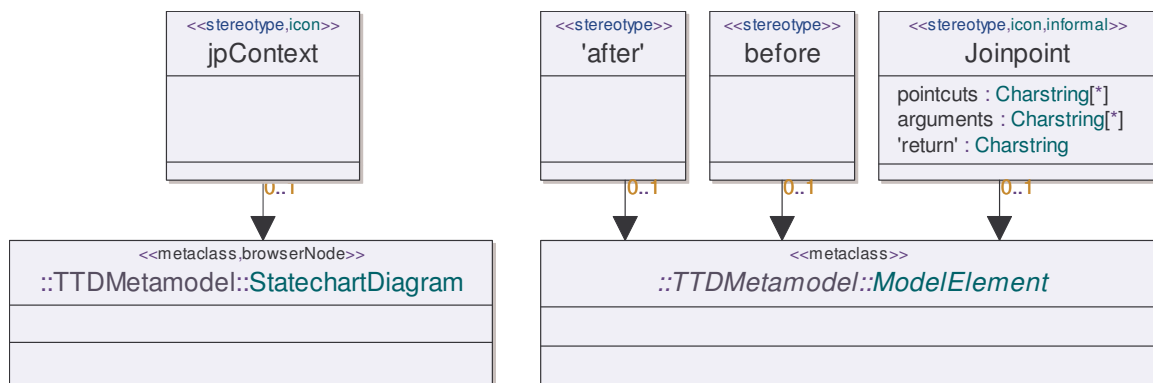 <<stereotype,icon>>
jpContext
0..1
<<stereotype>>
'after'
0..1
<<stereotype>>
before
0..1
<<stereotype,icon,informal>>
Joinpoint
pointcuts : Charstring[*]
arguments : Charstring[*]
'return' : Charstring
0..1
<<metaclass,browserNode>>
::TTDMetamodel::StatechartDiagram
<<metaclass>>
::TTDMetamodel::ModelElement